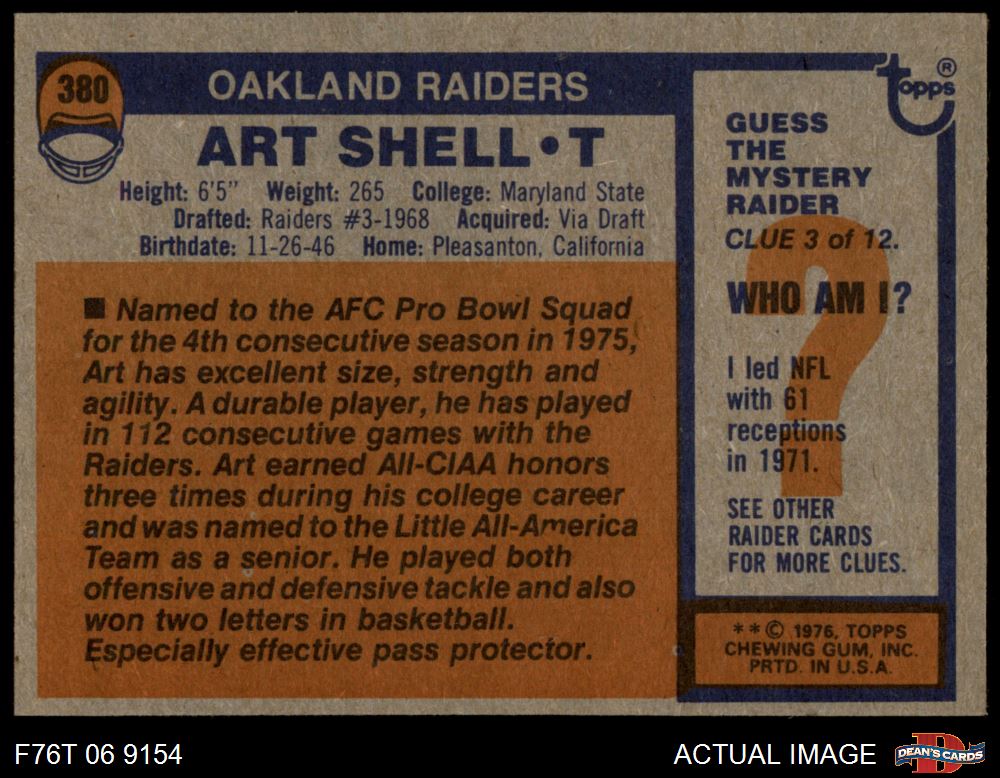 380
OAKLAND RAIDERS
ART SHELL•T
Height: 6'5" Weight: 265 College: Maryland State
Drafted: Raiders #3-1968 Acquired: Via Draft
Birthdate: 11-26-46 Home: Pleasanton, California
■ Named to the AFC Pro Bowl Squad
for the 4th consecutive season in 1975,
Art has excellent size, strength and
agility. A durable player, he has played
in 112 consecutive games with the
Raiders. Art earned All-CIAA honors
three times during his college career
and was named to the Little All-America
Team as a senior. He played both
offensive and defensive tackle and also
won two letters in basketball.
Especially effective pass protector.
topps ®
GUESS
THE
MYSTERY
RAIDER
CLUE 3 of 12.
WHO AM I?
?
I led NFL
with 61
receptions
in 1971.
SEE OTHER
RAIDER CARDS
FOR MORE CLUES.
**© 1976, TOPPS
CHEWING GUM, INC.
PRTD. IN U.S.A.
F76T 06 9154
ACTUAL IMAGE
D
DEAN'S CARDS